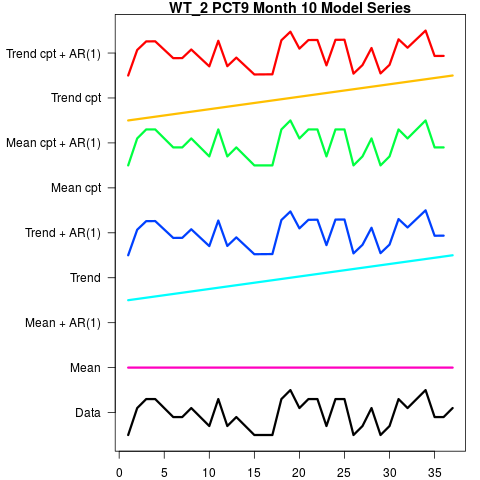 WT_2 PCT9 Month 10 Model Series
Trend cpt + AR(1)
Trend cpt
Mean cpt + AR(1)
Mean cpt
Trend + AR(1)
Trend
Mean + AR(1)
Mean
Data
0 5 10 15 20 25 30 35